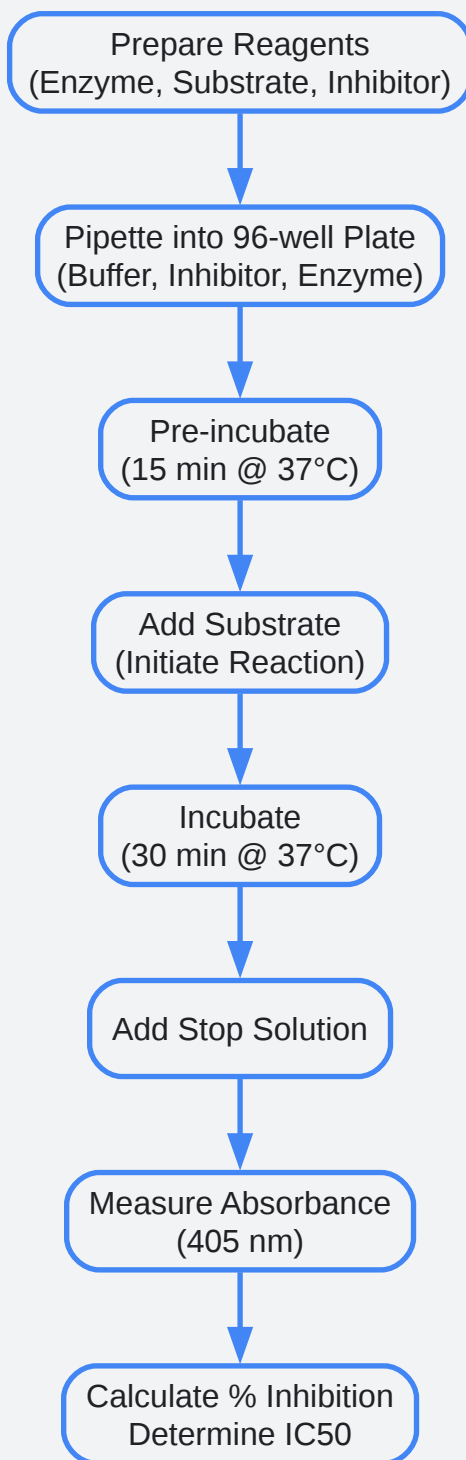 Prepare Reagents
(Enzyme, Substrate, Inhibitor)
Pipette into 96-well Plate
(Buffer, Inhibitor, Enzyme)
Pre-incubate
(15 min @ 37°C)
Add Substrate
(Initiate Reaction)
Incubate
(30 min @ 37°C)
Add Stop Solution
Measure Absorbance
(405 nm)
Calculate % Inhibition
Determine IC50